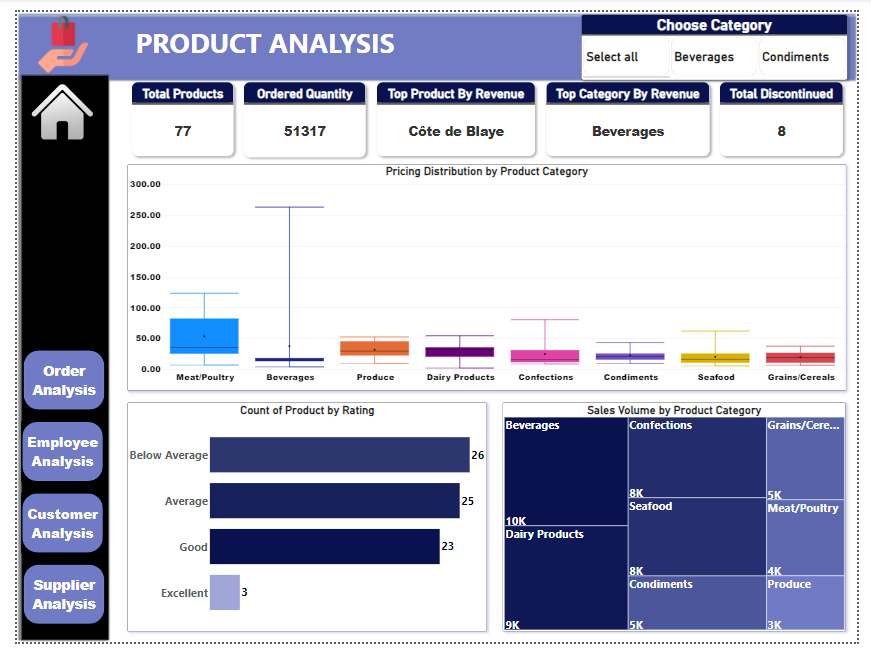 PRODUCT ANALYSIS
Choose Category
Select all
Beverages
Condiments
Total Products
77
Ordered Quantity
51317
Top Product By Revenue
Côte de Blaye
Top Category By Revenue
Beverages
Total Discontinued
8
Pricing Distribution by Product Category
300.00
250.00
200.00
150.00
100.00
50.00
0.00
Meat/Poultry
Beverages
Produce
Dairy Products
Confections
Condiments
Seafood
Grains/Cereals
Order
Analysis
Employee
Analysis
Customer
Analysis
Supplier
Analysis
Count of Product by Rating
Below Average 26
Average 25
Good 23
Excellent 3
Sales Volume by Product Category
Beverages
10K
Dairy Products
9K
Confections
8K
Seafood
8K
Condiments
5K
Grains/Cere...
5K
Meat/Poultry
4K
Produce
3K